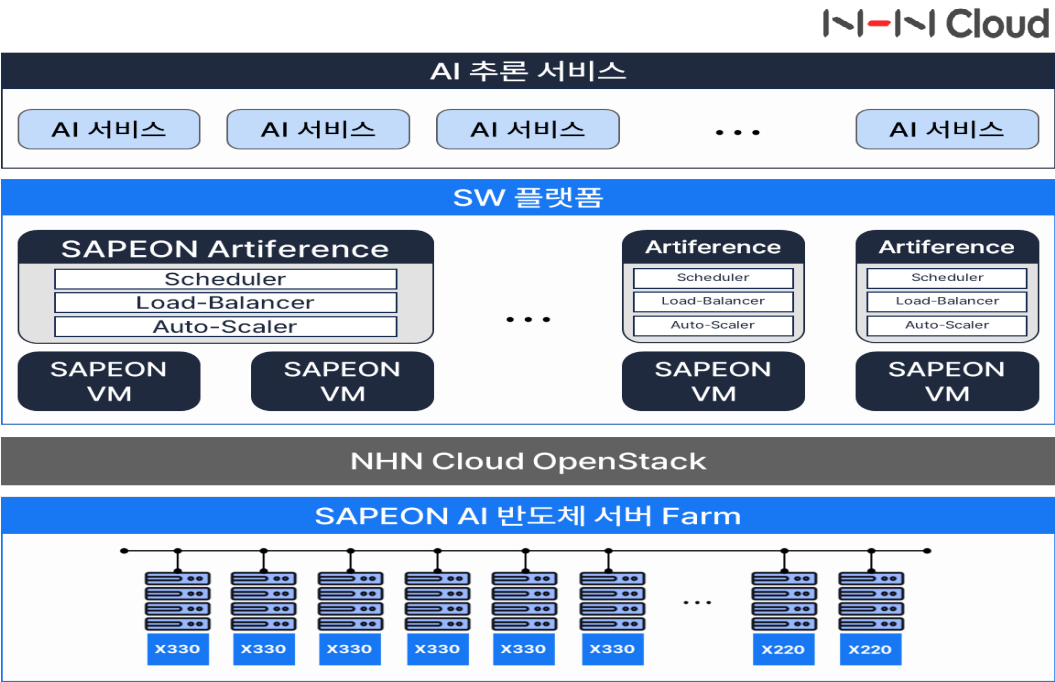 NHN Cloud
AI 추론 서비스
AI 서비스 AI 서비스 AI 서비스 ... AI 서비스
SW 플랫폼
SAPEON Artiference
Scheduler
Load-Balancer
Auto-Scaler
SAPEON
VM
SAPEON
VM
...
Artiference
Scheduler
Load-Balancer
Auto-Scaler
SAPEON
VM
Artiference
Scheduler
Load-Balancer
Auto-Scaler
SAPEON
VM
NHN Cloud OpenStack
SAPEON AI 반도체 서버 Farm
...
X330 X330 X330 X330 X330 X330 X220 X220